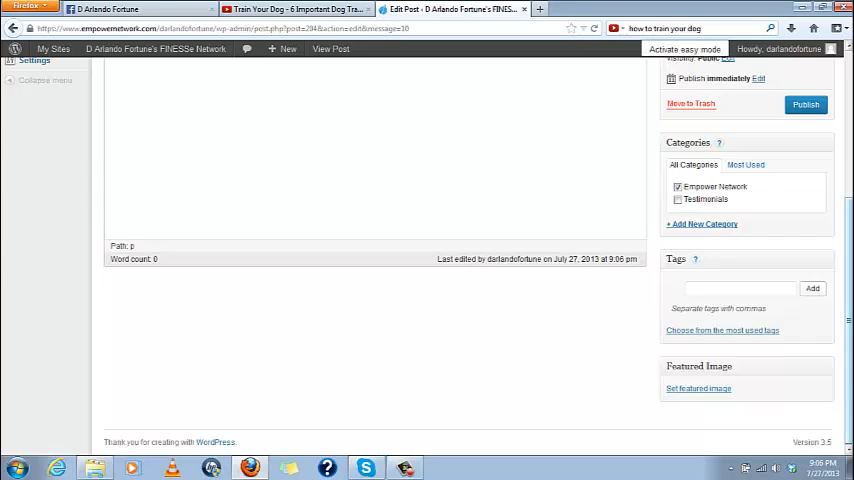 Firefox
D Arlando Fortune
Train Your Dog - 6 Important Dog Trai...
Edit Post ‹ D Arlando Fortune's FINESS...
https://www.empowernetwork.com/darlandofortune/wp-admin/post.php?post=204&action=edit&message=10
how to train your dog
My Sites
D Arlando Fortune's FINESSe Network
New
View Post
Activate easy mode
Howdy, darlandofortune
Settings
Collapse menu
Visibility: Public Edit
Publish immediately Edit
Move to Trash
Publish
Categories ?
All Categories
Most Used
Empower Network
Testimonials
+ Add New Category
Path: p
Word count: 0
Last edited by darlandofortune on July 27, 2013 at 9:06 pm
Tags ?
Add
Separate tags with commas
Choose from the most used tags
Featured Image
Set featured image
Thank you for creating with WordPress.
Version 3.5
9:06 PM
7/27/2013